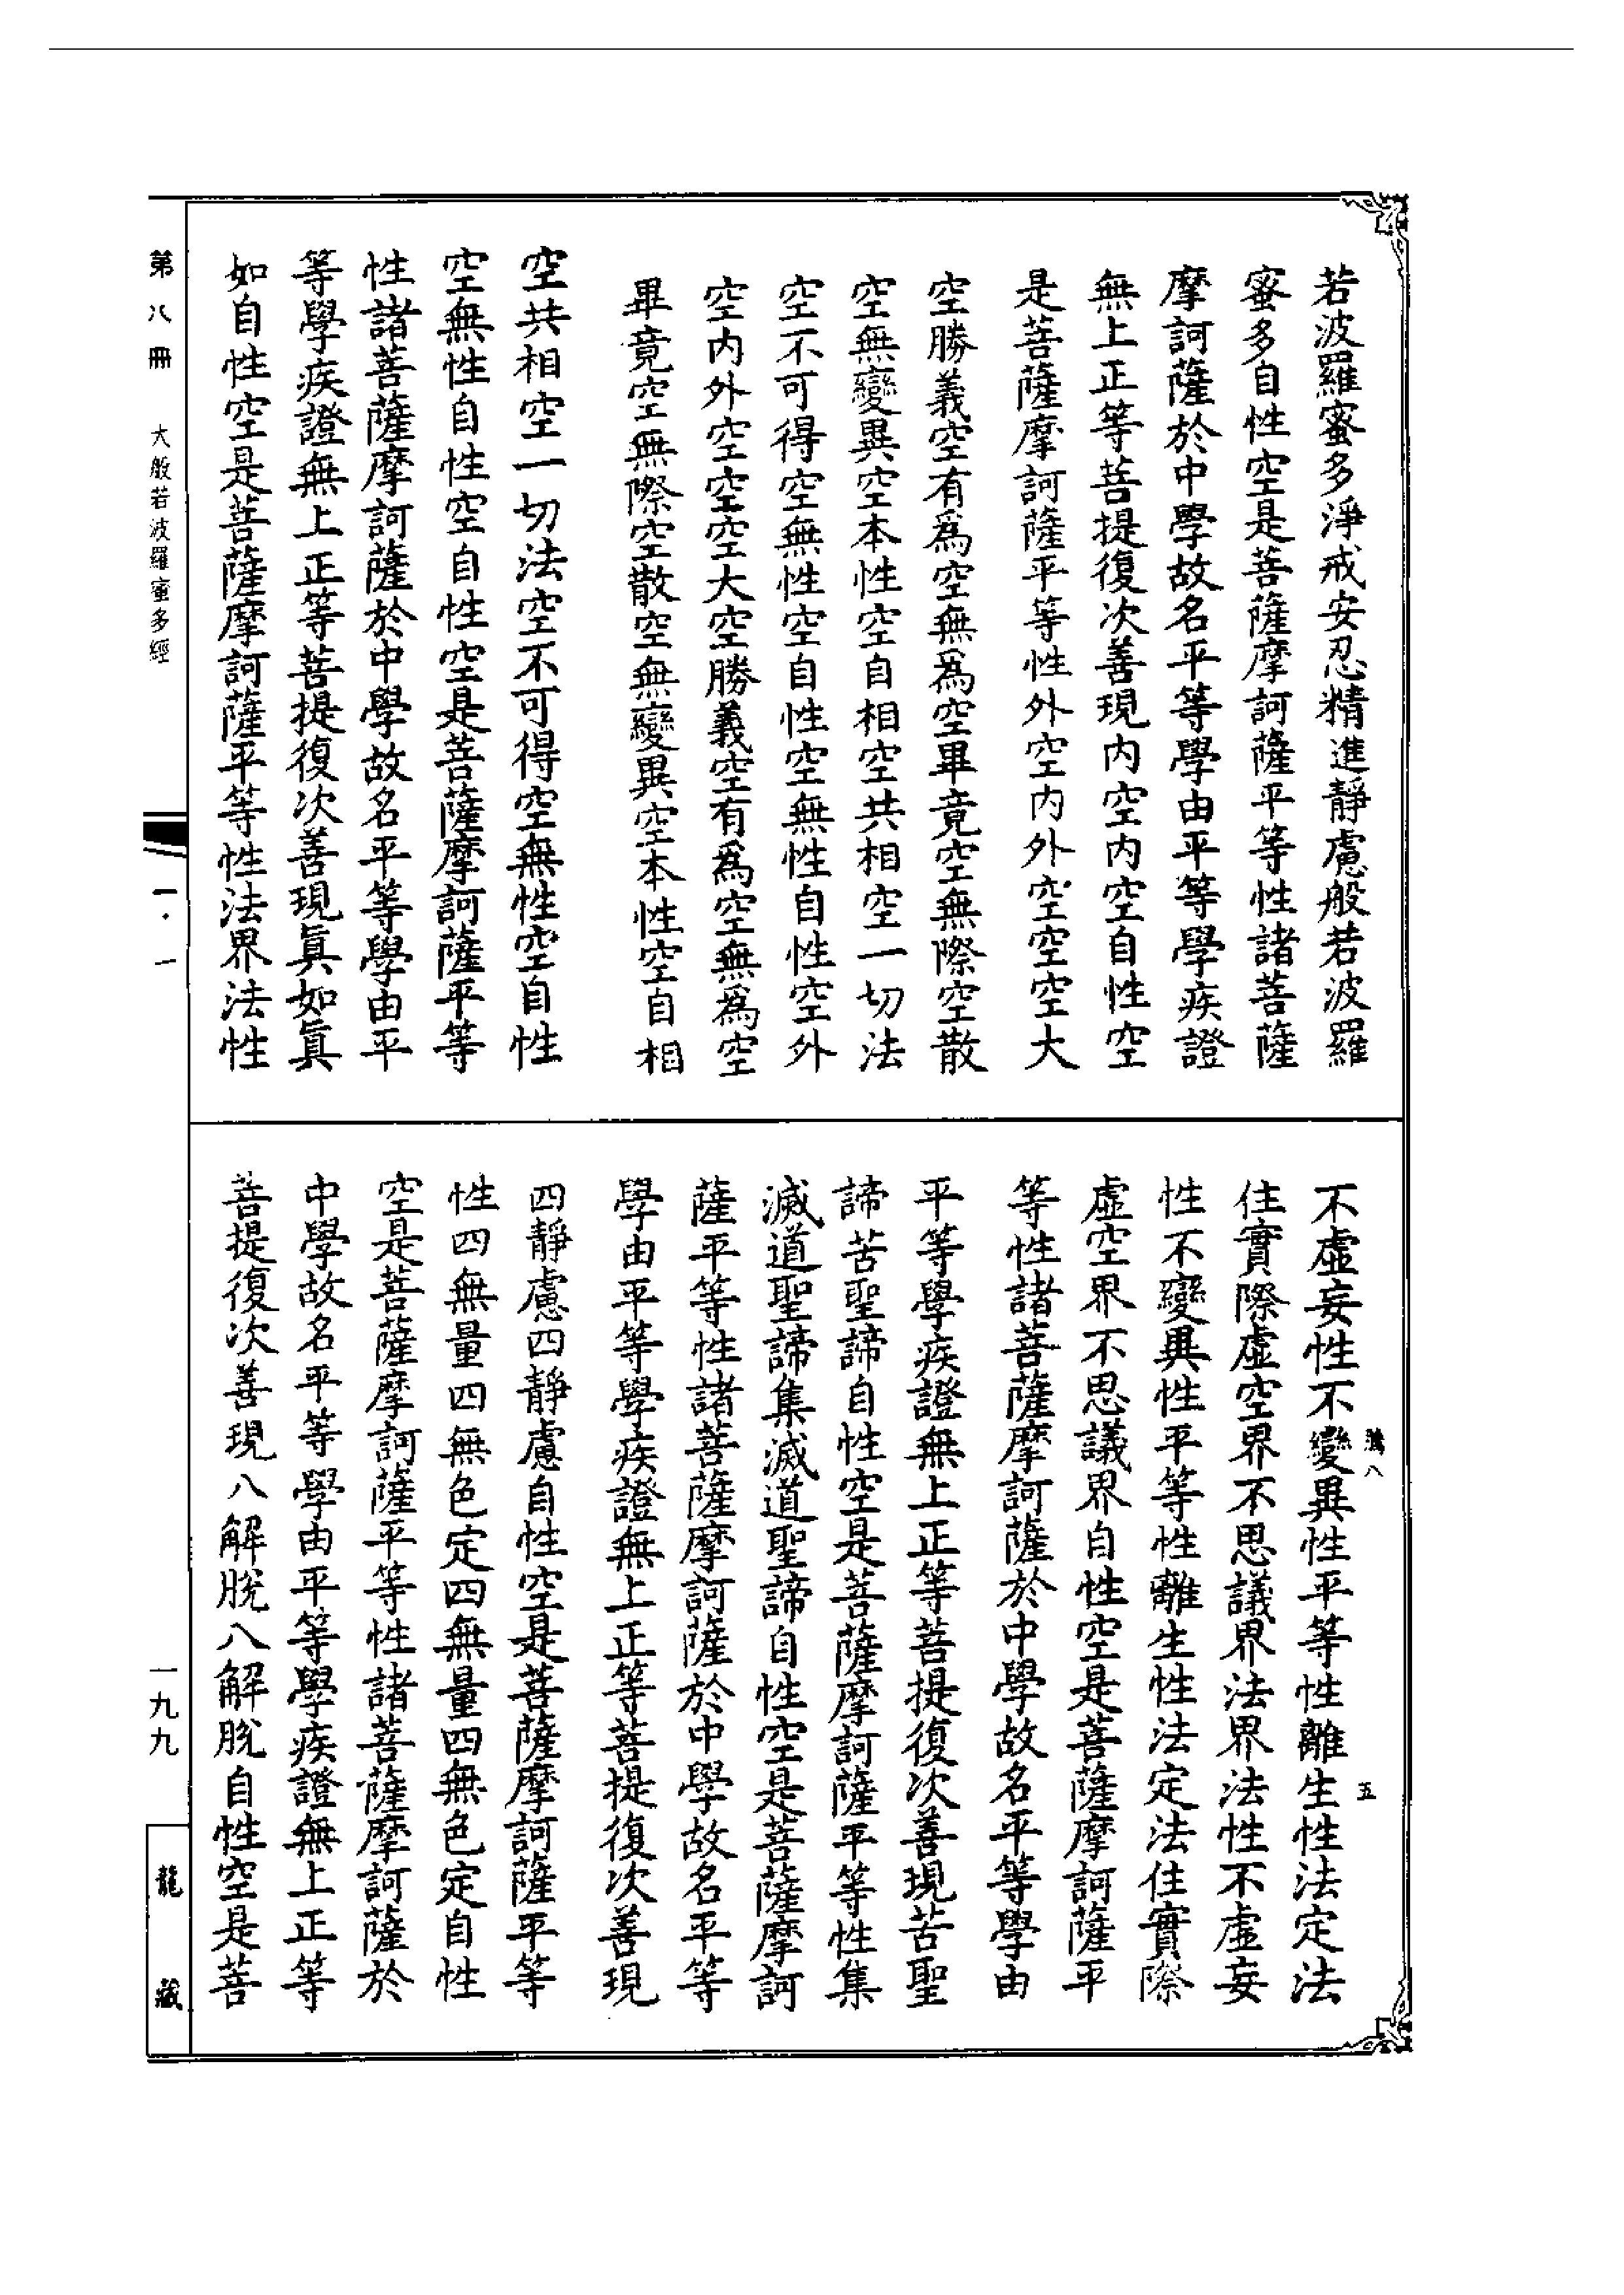 若波羅蜜多淨戒安忍精進靜慮般若波羅
蜜多自性空是菩薩摩訶薩平等性諸菩薩
摩訶薩於中學故名平等學由平等學疾證
無上正等菩提復次善現內空內空自性空
是菩薩摩訶薩平等性外空內外空空空大
空勝義空有爲空無爲空畢竟空無際空散
空無變異空本性空自相空共相空一切法
空不可得空無性空自性空無性自性空外
空內外空空空大空勝義空有爲空無爲空
畢竟空無際空散空無變異空本性空自相
空共相空一切法空不可得空無性空自性
空無性自性空自性空是菩薩摩訶薩平等
性諸菩薩摩訶薩於中學故名平等學由平
等學疾證無上正等菩提復次善現眞如眞
如自性空是菩薩摩訶薩平等性法界法性
不虛妄性不變異性平等性離生性法定法
住實際虛空界不思議界法界法性不虛妄
性不變異性平等性離生性法定法住實際
虛空界不思議界自性空是菩薩摩訶薩平
等性諸菩薩摩訶薩於中學故名平等學由
平等學疾證無上正等菩提復次善現苦聖
諦苦聖諦自性空是菩薩摩訶薩平等性集
滅道聖諦集滅道聖諦自性空是菩薩摩訶
薩平等性諸菩薩摩訶薩於中學故名平等
學由平等學疾證無上正等菩提復次善現
四靜慮四靜慮自性空是菩薩摩訶薩平等
性四無量四無色定四無量四無色定自性
空是菩薩摩訶薩平等性諸菩薩摩訶薩於
中學故名平等學由平等學疾證無上正等
菩提復次善現八解脫八解脫自性空是菩
八
五
第八冊 大般若波羅蜜多經
一·一
一九九
龍藏